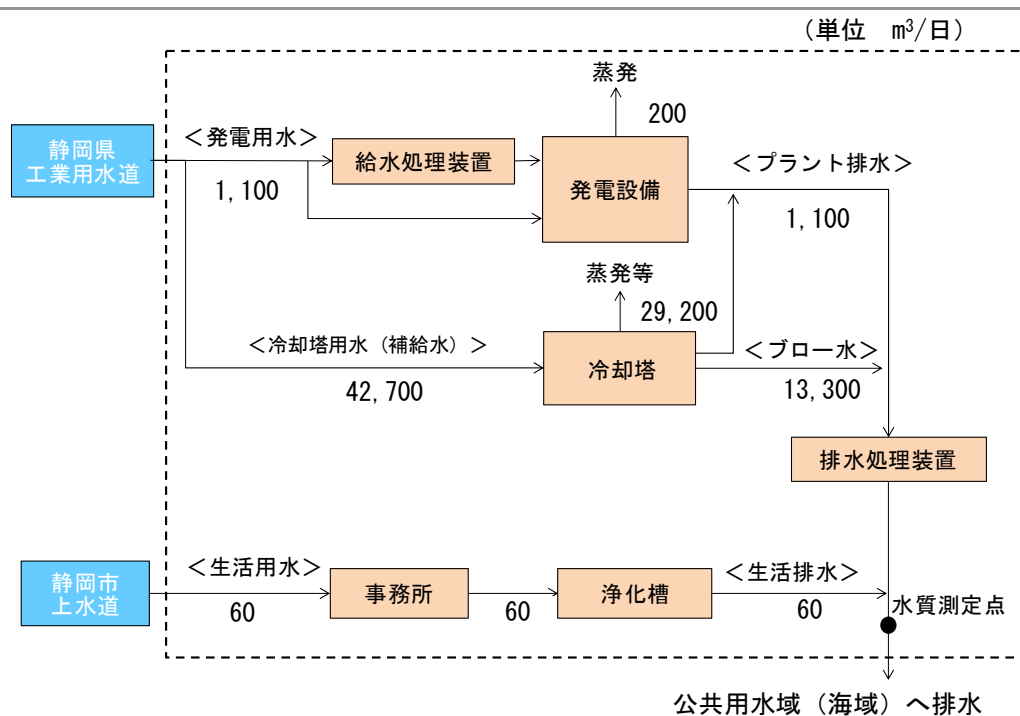 (単位 m³/日)
蒸発
200
静岡県
工業用水道
＜発電用水＞
1,100
給水処理装置
発電設備
＜プラント排水＞
1,100
蒸発等
29,200
＜冷却塔用水（補給水）＞
42,700
冷却塔
＜ブロー水＞
13,300
排水処理装置
静岡市
上水道
＜生活用水＞
60
事務所
60
浄化槽
＜生活排水＞
60
水質測定点
公共用水域（海域）へ排水